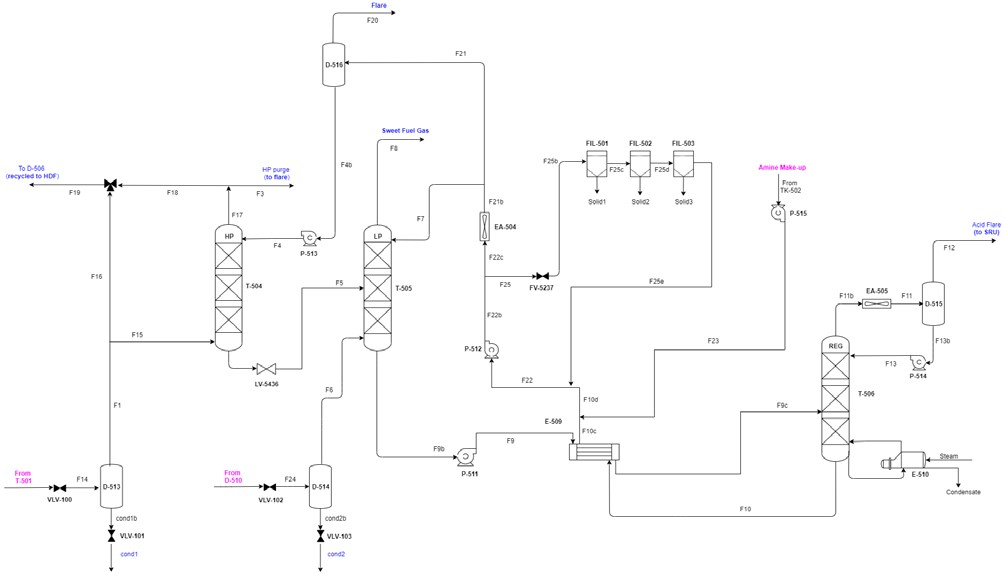 Flare
F20
F21
D-516
Sweet Fuel Gas
F8
F4b
FIL-501
FIL-502
FIL-503
F25b
F25c
F25d
Solid1
Solid2
Solid3
Amine Make-up
From
TK-502
P-515
To D-506
(recycled to HDF)
F19
F18
HP purge
(to flare)
F3
F17
F7
F21b
EA-504
HP
F4
P-513
LP
F22c
Acid Flare
(to SRU)
F12
F16
T-504
F5
T-505
F25
FV-5237
F25e
EA-505
F11b
F11
D-515
F15
F22b
P-512
F23
REG
F13b
F13
P-514
LV-5436
F6
F22
F10d
T-506
F1
E-509
F9c
F10c
F9
F9b
P-511
Steam
E-510
Condensate
From
T-501
F14
VLV-100
D-513
From
D-510
F24
VLV-102
D-514
F10
cond1b
VLV-101
cond1
cond2b
VLV-103
cond2
C
C
C
C
C